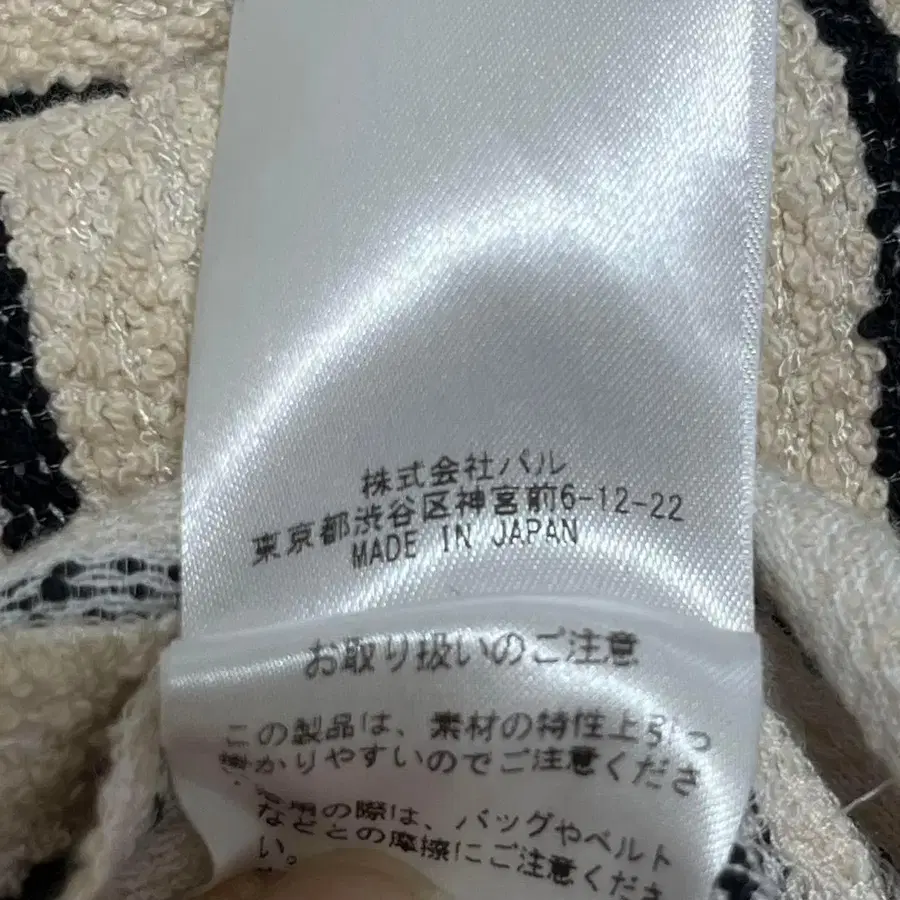 株式会社パル
東京都渋谷区神宮前6-12-22
MADE IN JAPAN
お取り扱いのご注意
この製品は、素材の特性上引っ
掛かりやすいのでご注意くださ
い。
着用の際は、バッグやベルト
などとの摩擦にご注意くださ